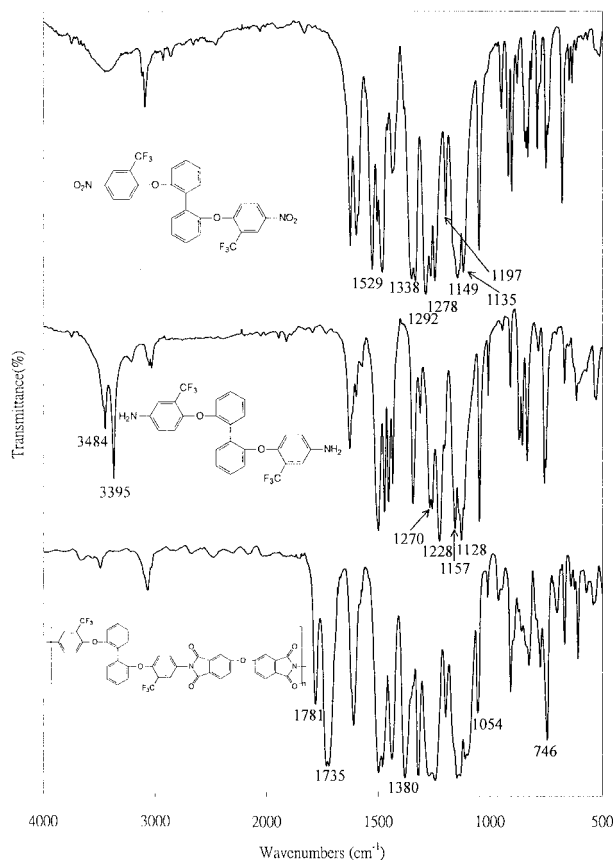 CF₃
O₂N
O
O
NO₂
CF₃
1529
1338
1292
1278
1149
1197
1135
CF₃
H₂N
O
O
NH₂
F₃C
3484
3395
1270
1228
1157
1128
CF₃
O
O
F₃C
O
O
N
O
O
O
N
O
n
1781
1735
1380
1054
746
Transmittance(%)
4000
3000
2000
1000
500
Wavenumbers (cm⁻¹)